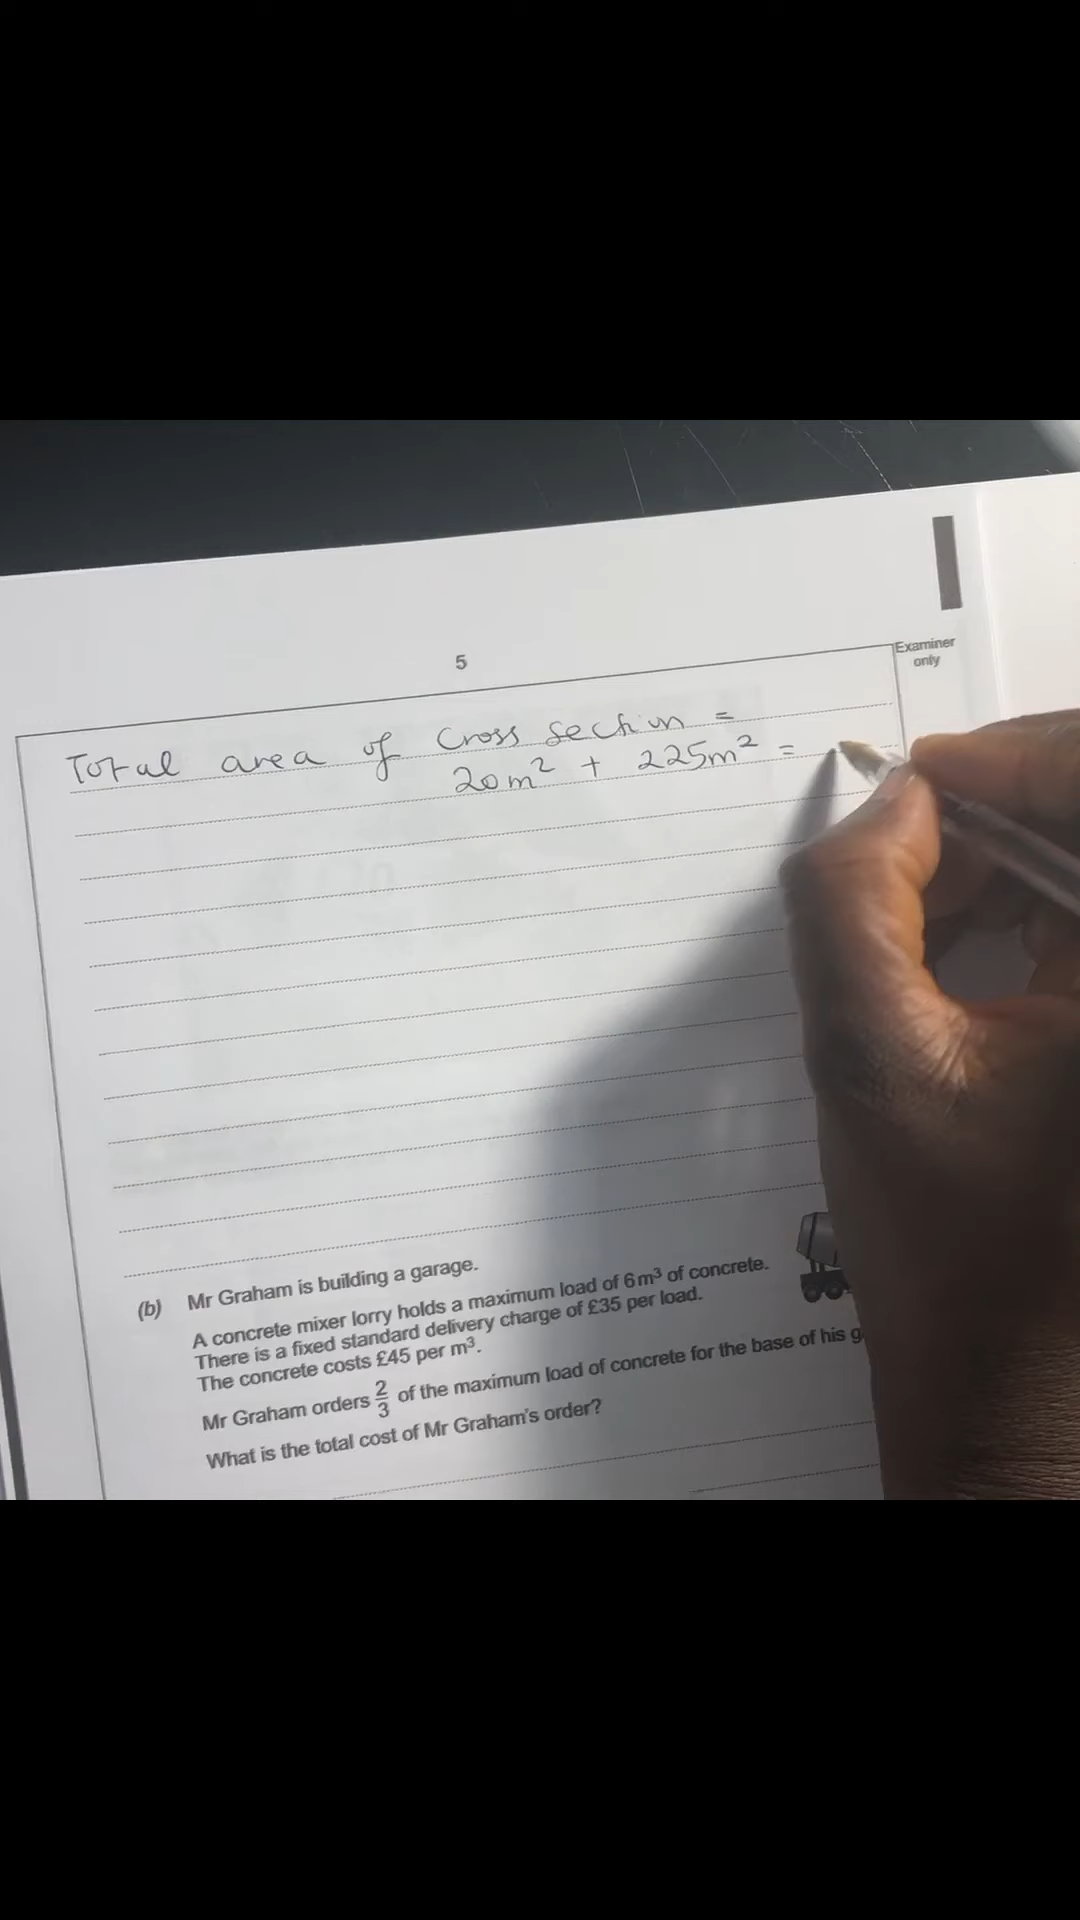 5
Examiner
only
Total area of cross section =
20m² + 225m² =
(b) Mr Graham is building a garage.
A concrete mixer lorry holds a maximum load of 6 m³ of concrete.
There is a fixed standard delivery charge of £35 per load.
The concrete costs £45 per m³.
Mr Graham orders 2/3 of the maximum load of concrete for the base of his g
What is the total cost of Mr Graham's order?